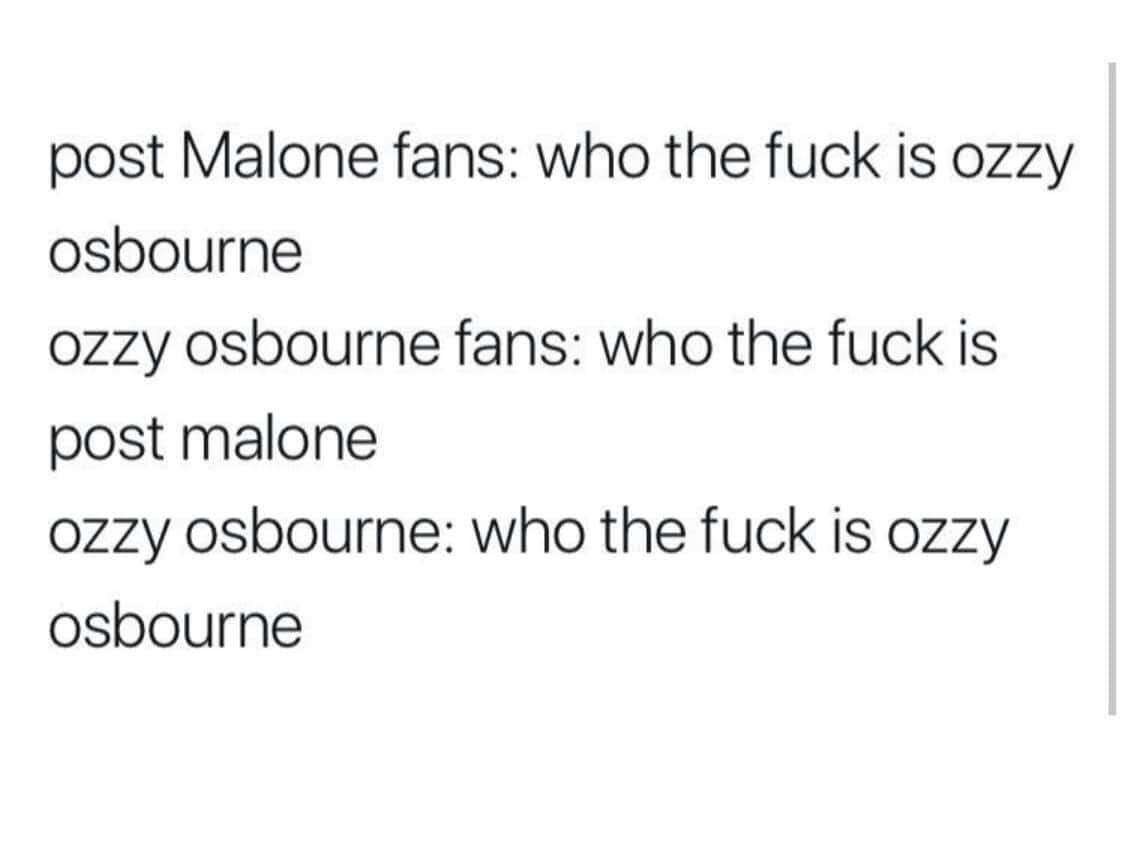 post Malone fans: who the fuck is ozzy
osbourne
ozzy osbourne fans: who the fuck is
post malone
ozzy osbourne: who the fuck is ozzy
osbourne